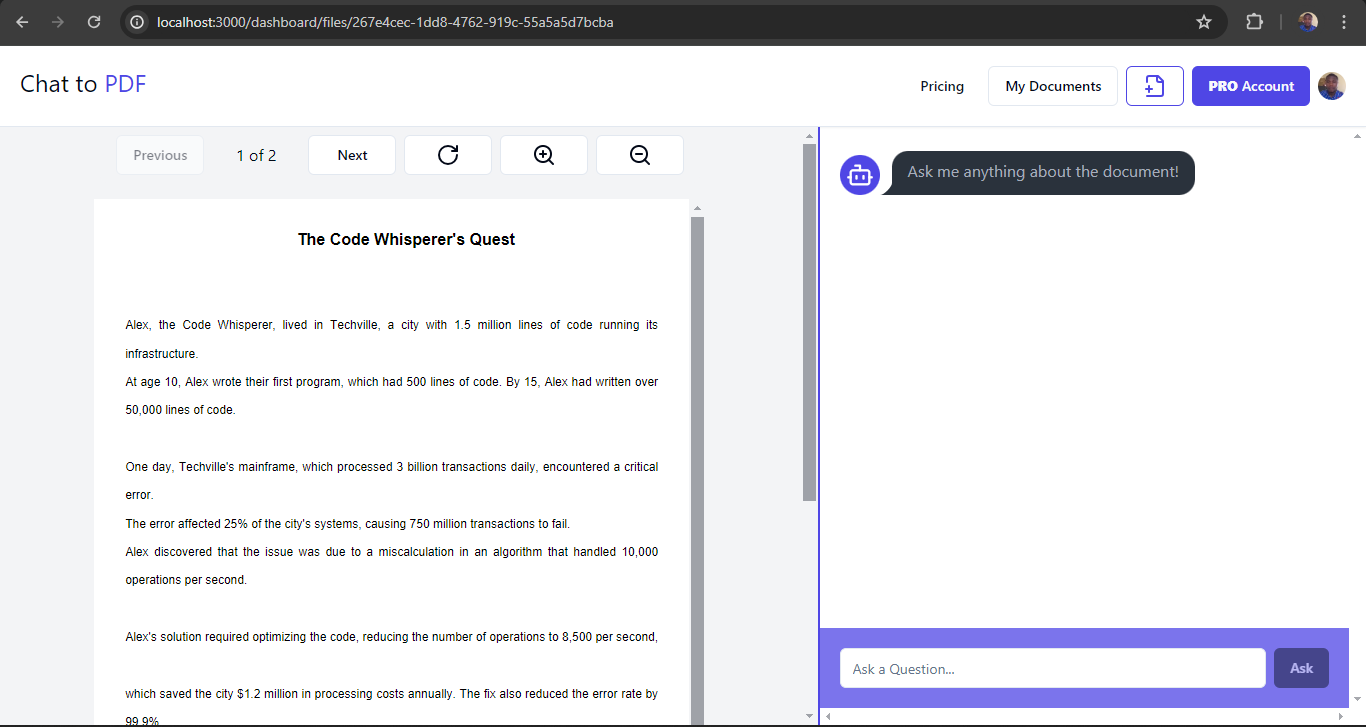 localhost:3000/dashboard/files/267e4cec-1dd8-4762-919c-55a5a5d7bcba
Chat to PDF
Pricing
My Documents
PRO Account
Previous
1 of 2
Next
The Code Whisperer's Quest
Alex, the Code Whisperer, lived in Techville, a city with 1.5 million lines of code running its
infrastructure.
At age 10, Alex wrote their first program, which had 500 lines of code. By 15, Alex had written over
50,000 lines of code.
One day, Techville's mainframe, which processed 3 billion transactions daily, encountered a critical
error.
The error affected 25% of the city's systems, causing 750 million transactions to fail.
Alex discovered that the issue was due to a miscalculation in an algorithm that handled 10,000
operations per second.
Alex's solution required optimizing the code, reducing the number of operations to 8,500 per second,
which saved the city $1.2 million in processing costs annually. The fix also reduced the error rate by
99.9%
Ask me anything about the document!
Ask a Question...
Ask